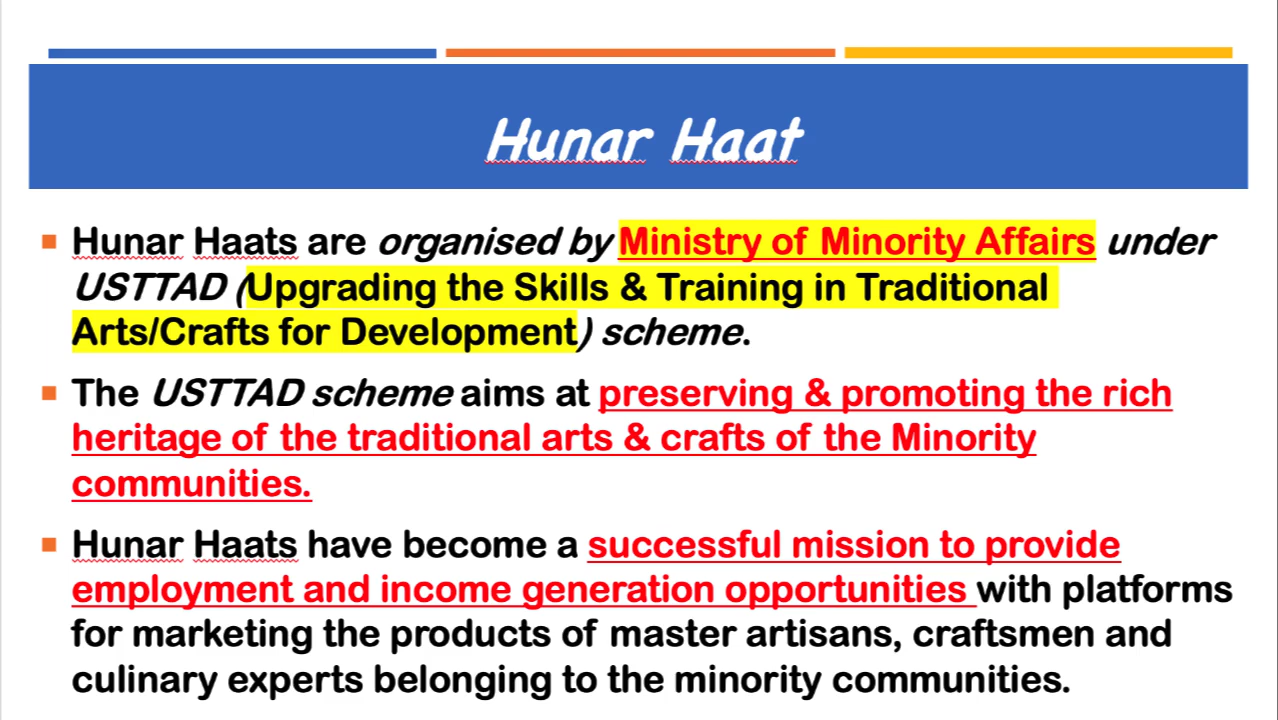 Hunar Haat
Hunar Haats are organised by Ministry of Minority Affairs under
USTTAD (Upgrading the Skills & Training in Traditional
Arts/Crafts for Development) scheme.
The USTTAD scheme aims at preserving & promoting the rich
heritage of the traditional arts & crafts of the Minority
communities.
Hunar Haats have become a successful mission to provide
employment and income generation opportunities with platforms
for marketing the products of master artisans, craftsmen and
culinary experts belonging to the minority communities.